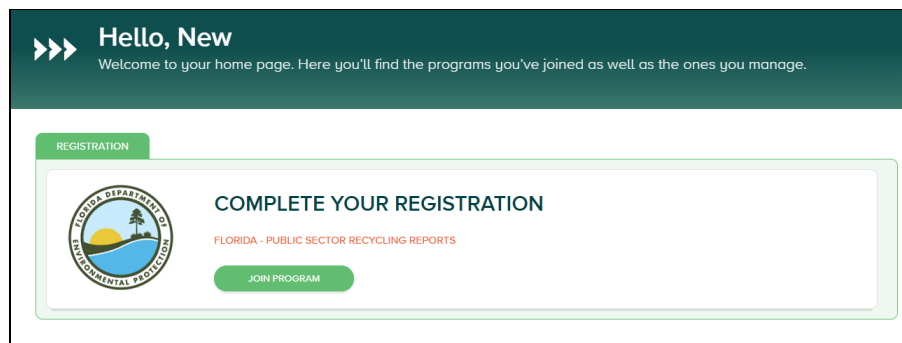 Hello, New
Welcome to your home page. Here you'll find the programs you've joined as well as the ones you manage.
REGISTRATION
FLORIDA DEPARTMENT OF
ENVIRONMENTAL PROTECTION
COMPLETE YOUR REGISTRATION
FLORIDA - PUBLIC SECTOR RECYCLING REPORTS
JOIN PROGRAM